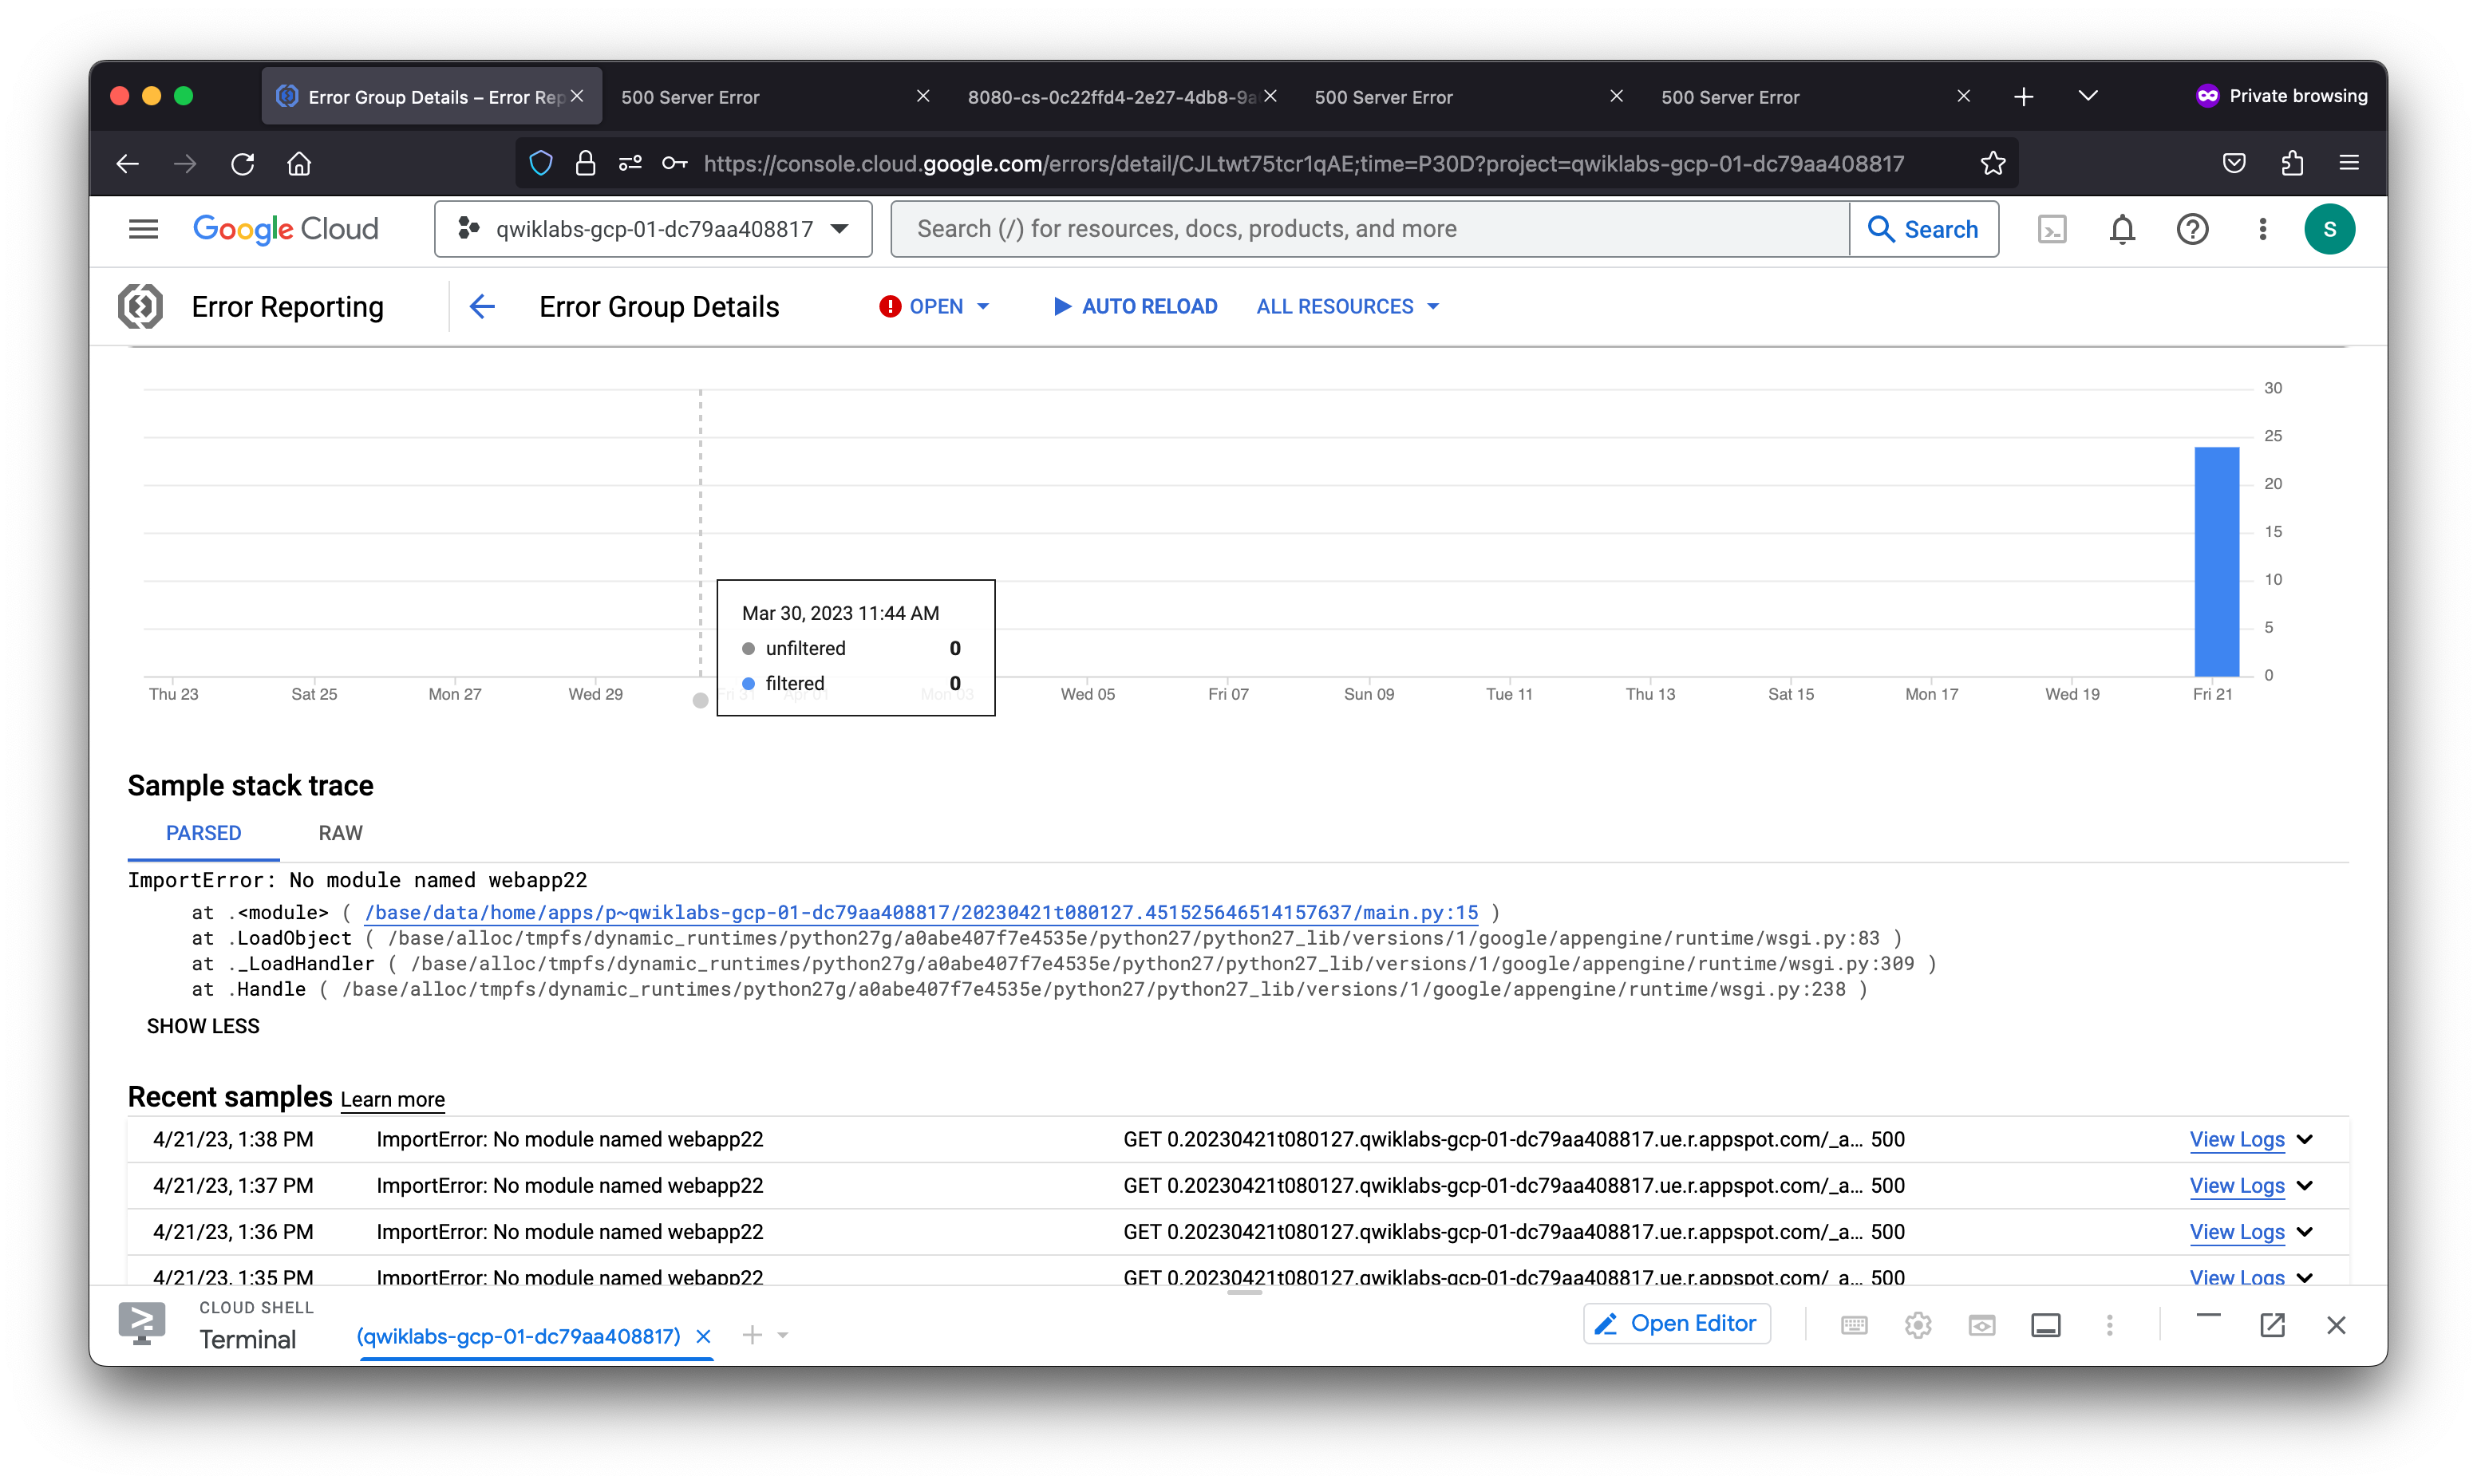 Error Group Details – Error Rep
500 Server Error
8080-cs-0c22ffd4-2e27-4db8-9a
500 Server Error
500 Server Error
Private browsing
https://console.cloud.google.com/errors/detail/CJLtwt75tcr1qAE;time=P30D?project=qwiklabs-gcp-01-dc79aa408817
Google Cloud
qwiklabs-gcp-01-dc79aa408817
Search (/) for resources, docs, products, and more
Search
S
Error Reporting
Error Group Details
OPEN
AUTO RELOAD
ALL RESOURCES
30
25
20
15
10
5
0
Mar 30, 2023 11:44 AM
unfiltered 0
filtered 0
Thu 23
Sat 25
Mon 27
Wed 29
Fri 31
Apr 01
Mon 03
Wed 05
Fri 07
Sun 09
Tue 11
Thu 13
Sat 15
Mon 17
Wed 19
Fri 21
Sample stack trace
PARSED
RAW
ImportError: No module named webapp22
at .<module> ( /base/data/home/apps/p~qwiklabs-gcp-01-dc79aa408817/20230421t080127.451525646514157637/main.py:15 )
at .LoadObject ( /base/alloc/tmpfs/dynamic_runtimes/python27g/a0abe407f7e4535e/python27/python27_lib/versions/1/google/appengine/runtime/wsgi.py:83 )
at ._LoadHandler ( /base/alloc/tmpfs/dynamic_runtimes/python27g/a0abe407f7e4535e/python27/python27_lib/versions/1/google/appengine/runtime/wsgi.py:309 )
at .Handle ( /base/alloc/tmpfs/dynamic_runtimes/python27g/a0abe407f7e4535e/python27/python27_lib/versions/1/google/appengine/runtime/wsgi.py:238 )
SHOW LESS
Recent samples Learn more
4/21/23, 1:38 PM ImportError: No module named webapp22 GET 0.20230421t080127.qwiklabs-gcp-01-dc79aa408817.ue.r.appspot.com/_a... 500 View Logs
4/21/23, 1:37 PM ImportError: No module named webapp22 GET 0.20230421t080127.qwiklabs-gcp-01-dc79aa408817.ue.r.appspot.com/_a... 500 View Logs
4/21/23, 1:36 PM ImportError: No module named webapp22 GET 0.20230421t080127.qwiklabs-gcp-01-dc79aa408817.ue.r.appspot.com/_a... 500 View Logs
4/21/23, 1:35 PM ImportError: No module named webapp22 GET 0.20230421t080127.qwiklabs-gcp-01-dc79aa408817.ue.r.appspot.com/_a... 500 View Logs
CLOUD SHELL
Terminal
(qwiklabs-gcp-01-dc79aa408817)
Open Editor